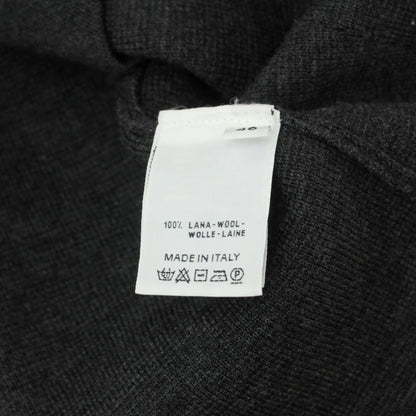 100% LANA-WOOL-
WOLLE-LAINE
MADE IN ITALY
P